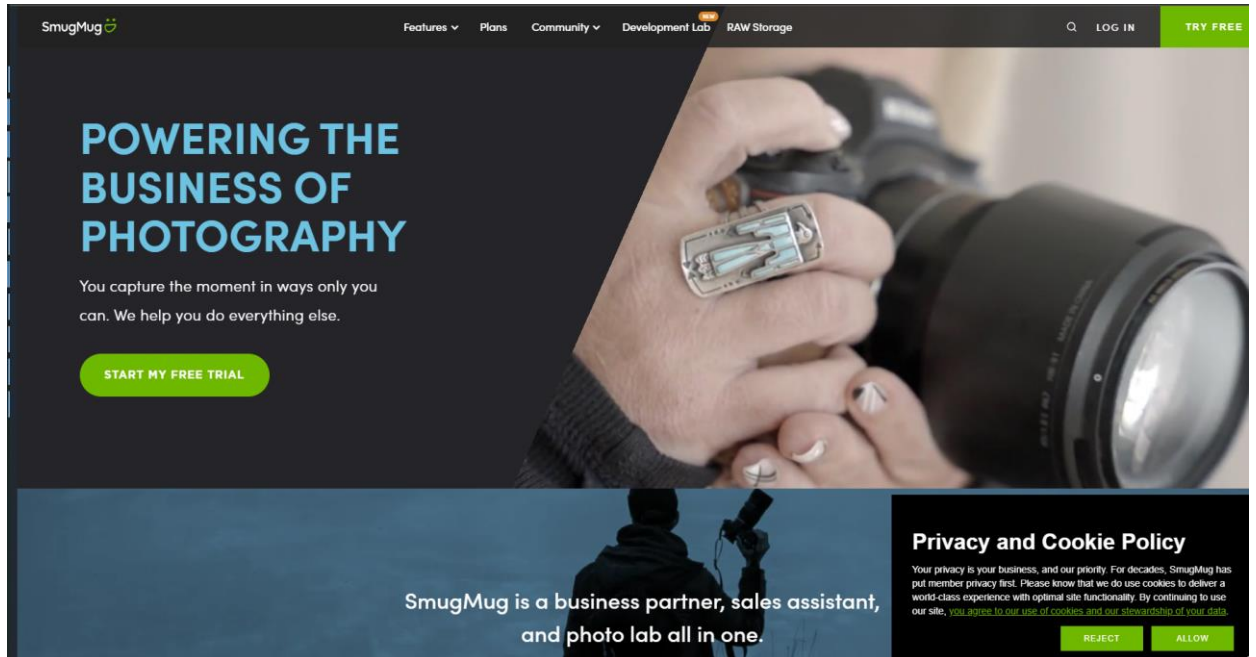 SmugMug
Features
Plans
Community
Development Lab
NEW
RAW Storage
LOG IN
TRY FREE
POWERING THE
BUSINESS OF
PHOTOGRAPHY
You capture the moment in ways only you
can. We help you do everything else.
START MY FREE TRIAL
MADE IN CHINA
SmugMug is a business partner, sales assistant,
and photo lab all in one.
Privacy and Cookie Policy
Your privacy is your business, and our priority. For decades, SmugMug has
put member privacy first. Please know that we do use cookies to deliver a
world-class experience with optimal site functionality. By continuing to use
our site, you agree to our use of cookies and our stewardship of your data.
REJECT
ALLOW